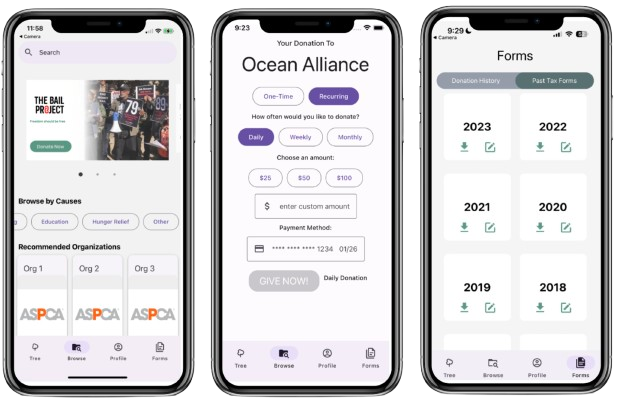 11:58
Camera
Search
THE BAIL
PROJECT
Freedom should be free.
Donate Now
79
89
Browse by Causes
Education
Hunger Relief
Other
Recommended Organizations
Org 1
Org 2
Org 3
ASPCA
ASPCA
ASPCA
Tree
Browse
Profile
Forms
9:23
Your Donation To
Ocean Alliance
One-Time
Recurring
How often would you like to donate?
Daily
Weekly
Monthly
Choose an amount:
$25
$50
$100
$ enter custom amount
Payment Method:
**** **** **** 1234 01/26
GIVE NOW!
Daily Donation
Tree
Browse
Profile
Forms
9:29
Camera
Forms
Donation History
Past Tax Forms
2023
2022
2021
2020
2019
2018
Tree
Browse
Profile
Forms